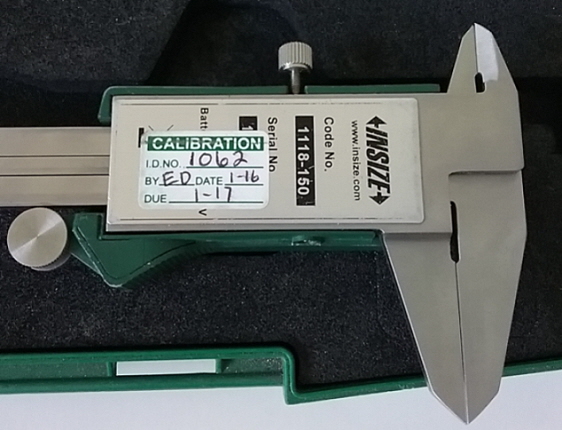 INSIZE
www.insize.com
Code No.
1118-150
Serial No
CALIBRATION
I.D.NO. 1062
BY ED DATE 1-16
DUE 1-17